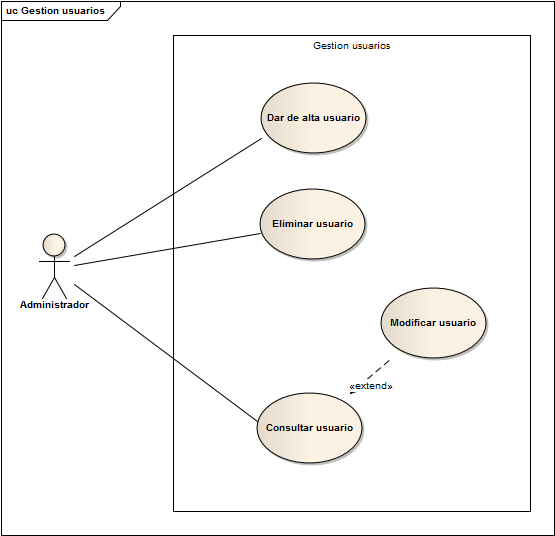 uc Gestion usuarios
Gestion usuarios
Dar de alta usuario
Eliminar usuario
Administrador
Modificar usuario
«extend»
Consultar usuario